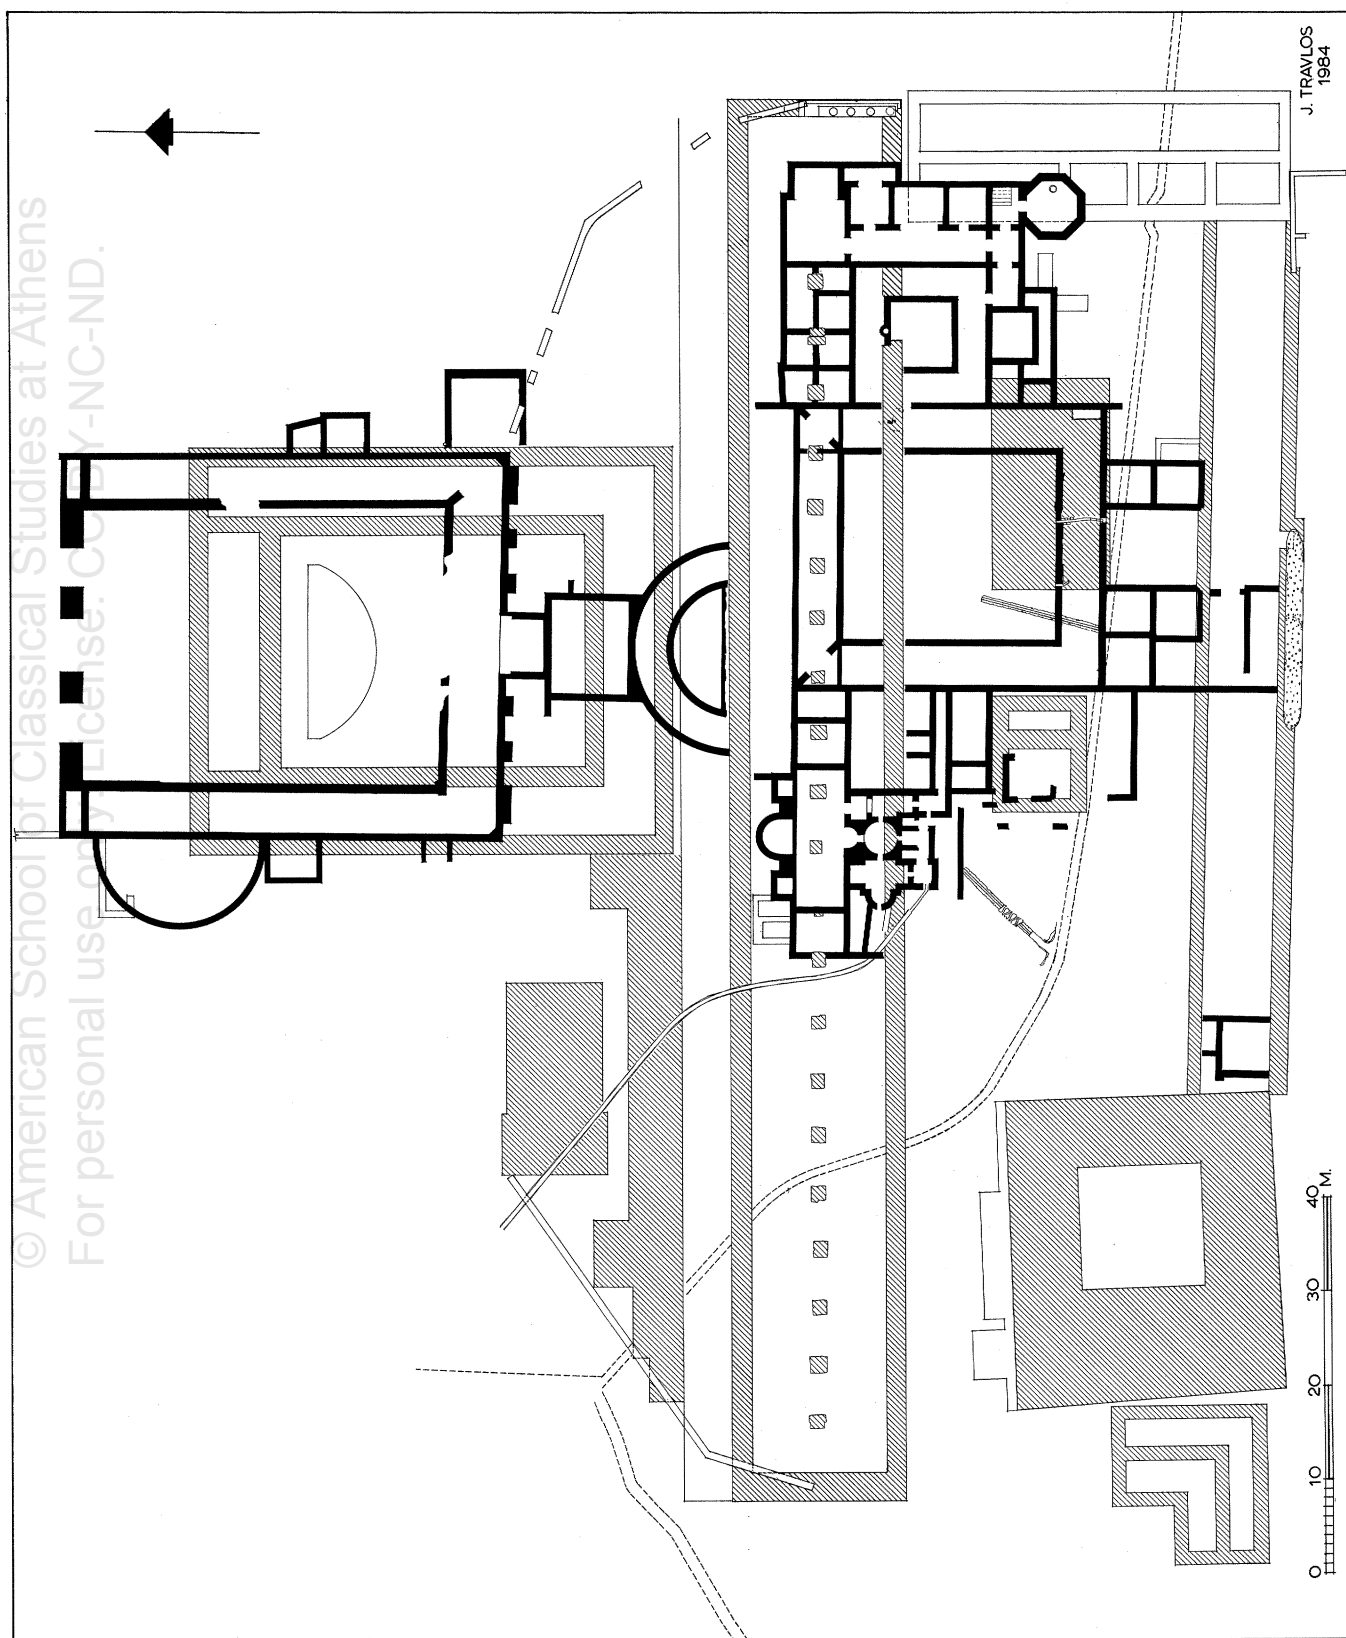 © American School of Classical Studies at Athens
For personal use only. License: CC BY-NC-ND.
J. TRAVLOS
1984
0 10 20 30 40 M.